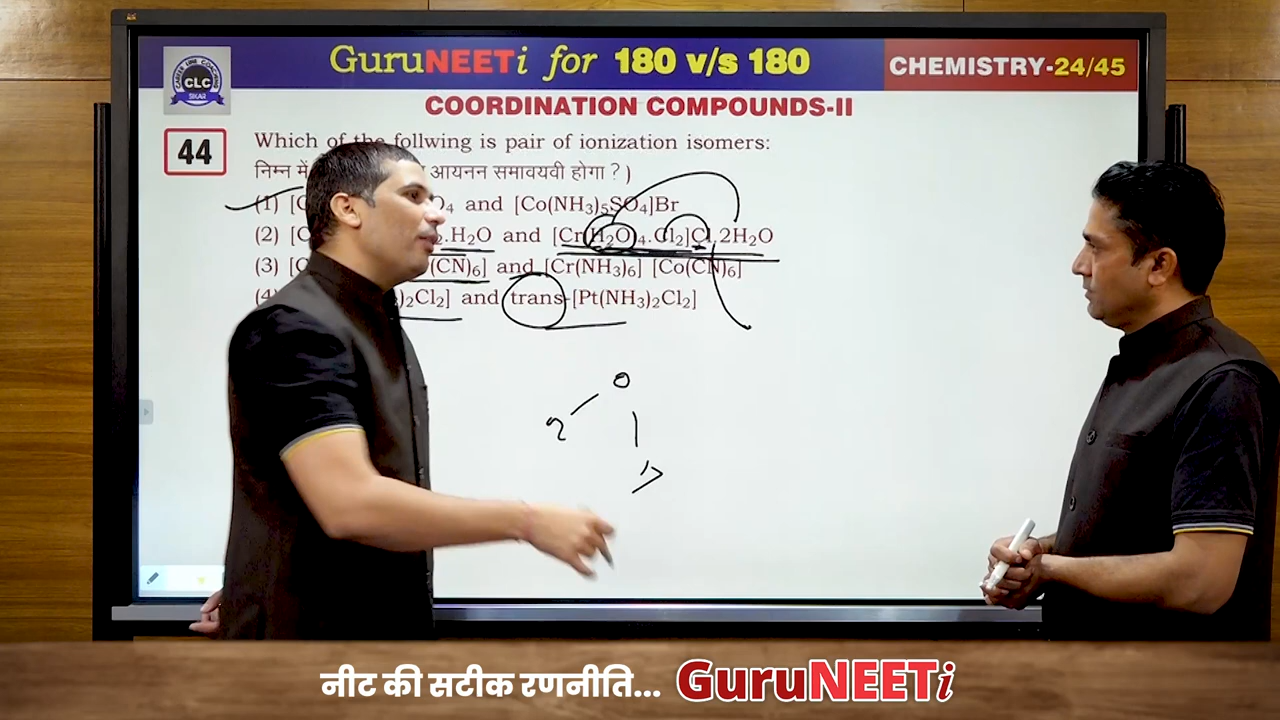 GuruNEETi for 180 v/s 180
CHEMISTRY-24/45
CLC
SIKAR
COORDINATION COMPOUNDS-II
44
Which of the follwing is pair of ionization isomers:
निम्न में आयनन समावयवी होगा ? )
(1) [C O₄ and [Co(NH3)₅SO₄]Br
(2) [C ₂.H₂O and [Cr(H₂O)₄.Cl₂]Cl.2H₂O
(3) [C (CN)₆] and [Cr(NH₃)₆] [Co(CN)₆]
(4) )₂Cl₂] and trans-[Pt(NH₃)₂Cl₂]
नीट की सटीक रणनीति... GuruNEETi